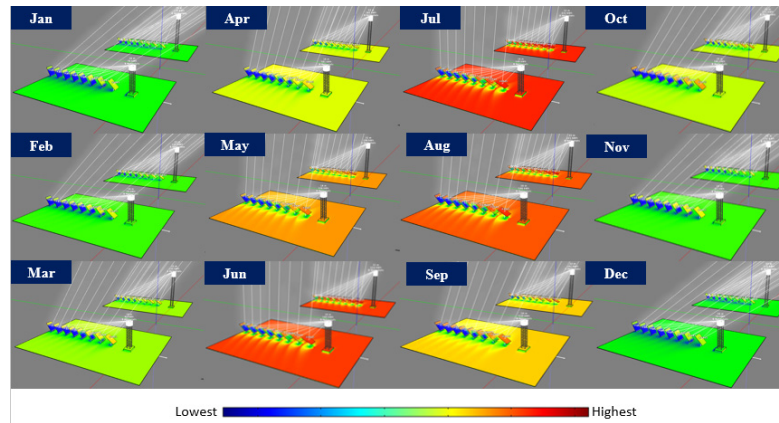 Jan
Apr
Jul
Oct
Feb
May
Aug
Nov
Mar
Jun
Sep
Dec
Lowest
Highest